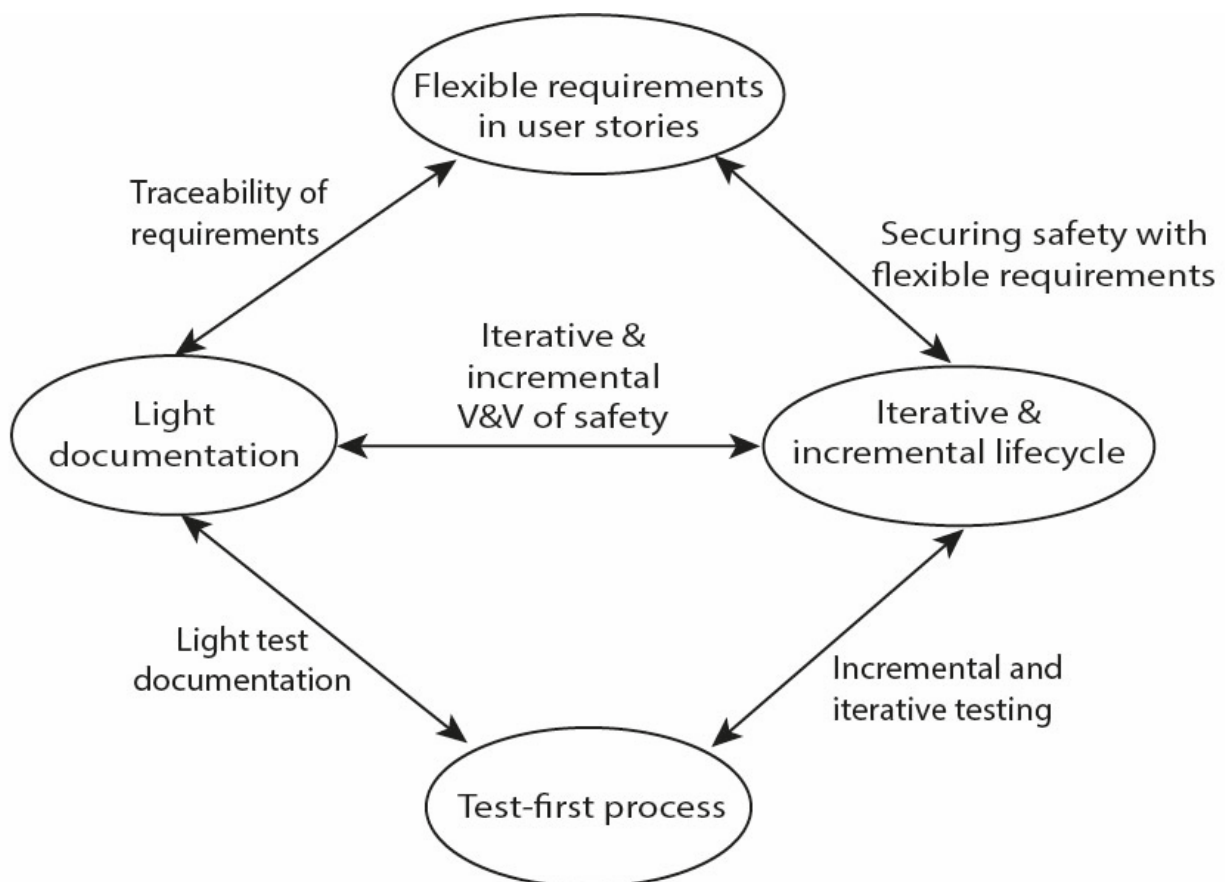 Flexible requirements
in user stories
Traceability of
requirements
Securing safety with
flexible requirements
Iterative &
incremental
V&V of safety
Light
documentation
Iterative &
incremental lifecycle
Light test
documentation
Incremental and
iterative testing
Test-first process